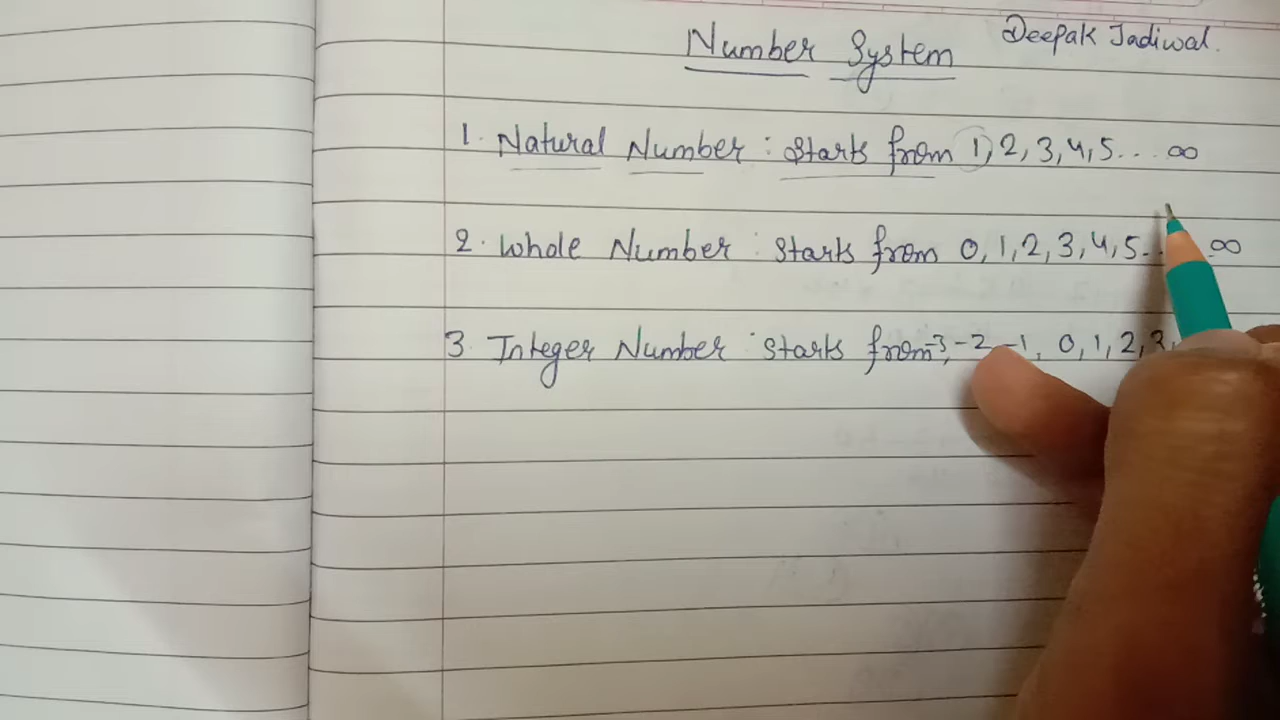 Number System Deepak Jadiwal.
1. Natural Number : Starts from 1, 2, 3, 4, 5... ∞
2. Whole Number : Starts from 0, 1, 2, 3, 4, 5... ∞
3. Integer Number : Starts from -3, -2, -1, 0, 1, 2, 3,